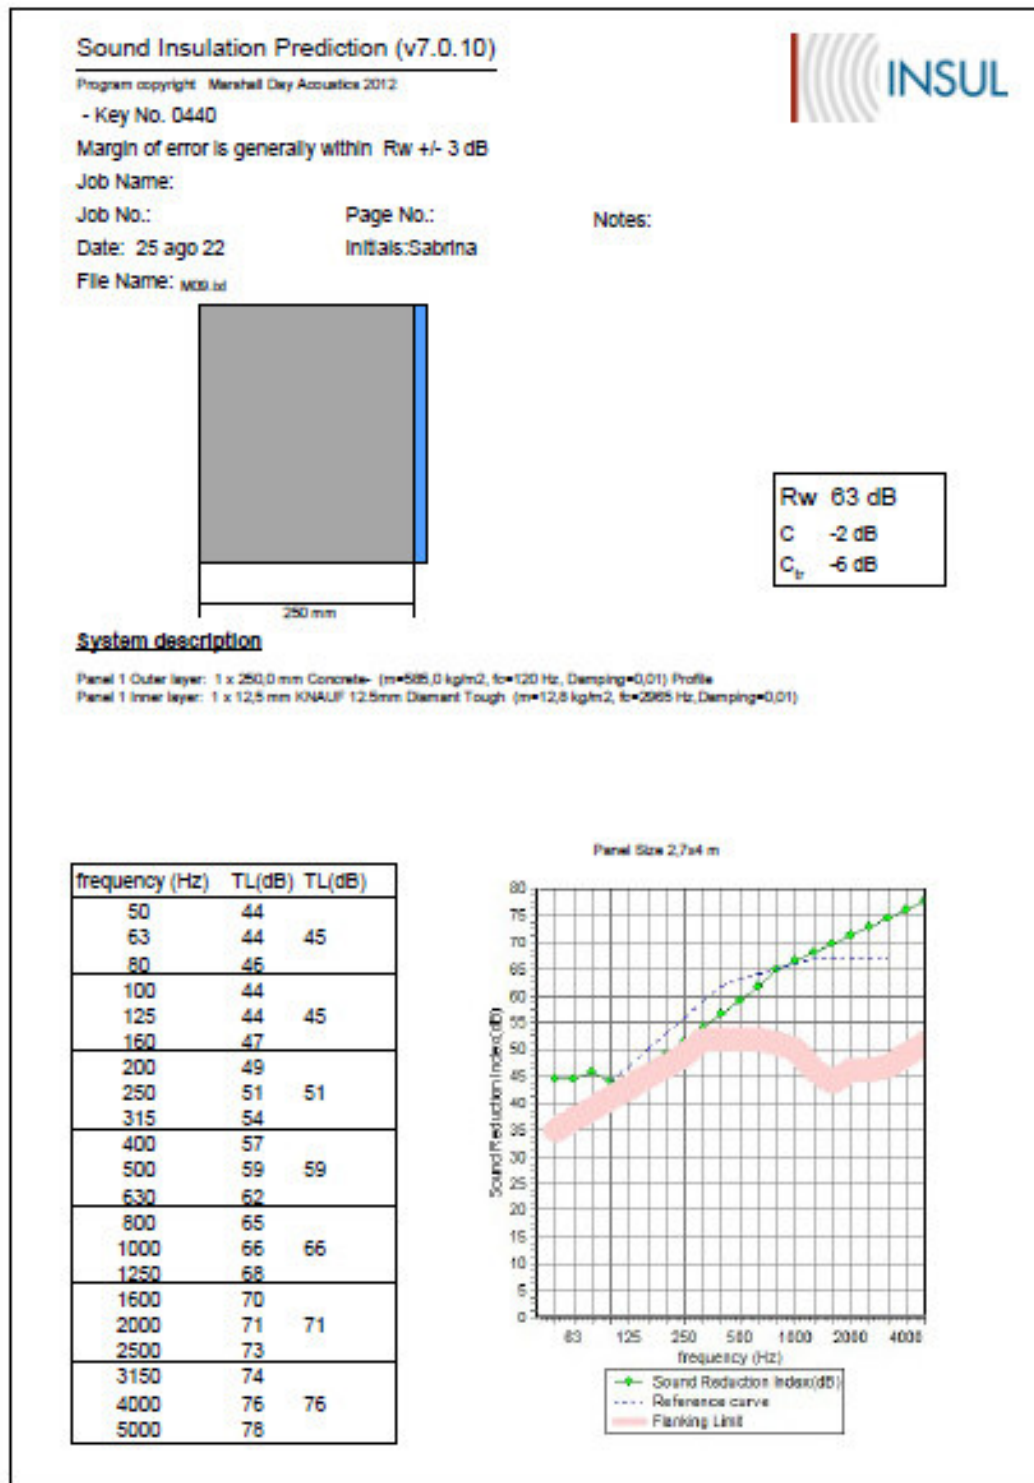 Sound Insulation Prediction (v7.0.10)
Program copyright Marshall Day Acoustics 2012
- Key No. 0440
Margin of error is generally within Rw +/- 3 dB
Job Name:
Job No.: Page No.: Notes:
Date: 25 ago 22 Initials:Sabrina
File Name: M09.ixl
INSUL
250 mm
Rw 63 dB
C -2 dB
Ctr -6 dB
System description
Panel 1 Outer layer: 1 x 250,0 mm Concrete- (m=585,0 kg/m2, fc=120 Hz, Damping=0,01) Profile
Panel 1 Inner layer: 1 x 12,5 mm KNAUF 12.5mm Diamant Tough (m=12,8 kg/m2, fc=2965 Hz,Damping=0,01)
frequency (Hz) TL(dB) TL(dB)
50 44
63 44 45
80 46
100 44
125 44 45
160 47
200 49
250 51 51
315 54
400 57
500 59 59
630 62
800 65
1000 66 66
1250 68
1600 70
2000 71 71
2500 73
3150 74
4000 76 76
5000 78
Panel Size 2,7x4 m
Sound Reduction Index(dB)
80
75
70
65
60
55
50
45
40
35
30
25
20
15
10
5
0
63 125 250 500 1000 2000 4000
frequency (Hz)
Sound Reduction Index(dB)
Reference curve
Flanking Limit